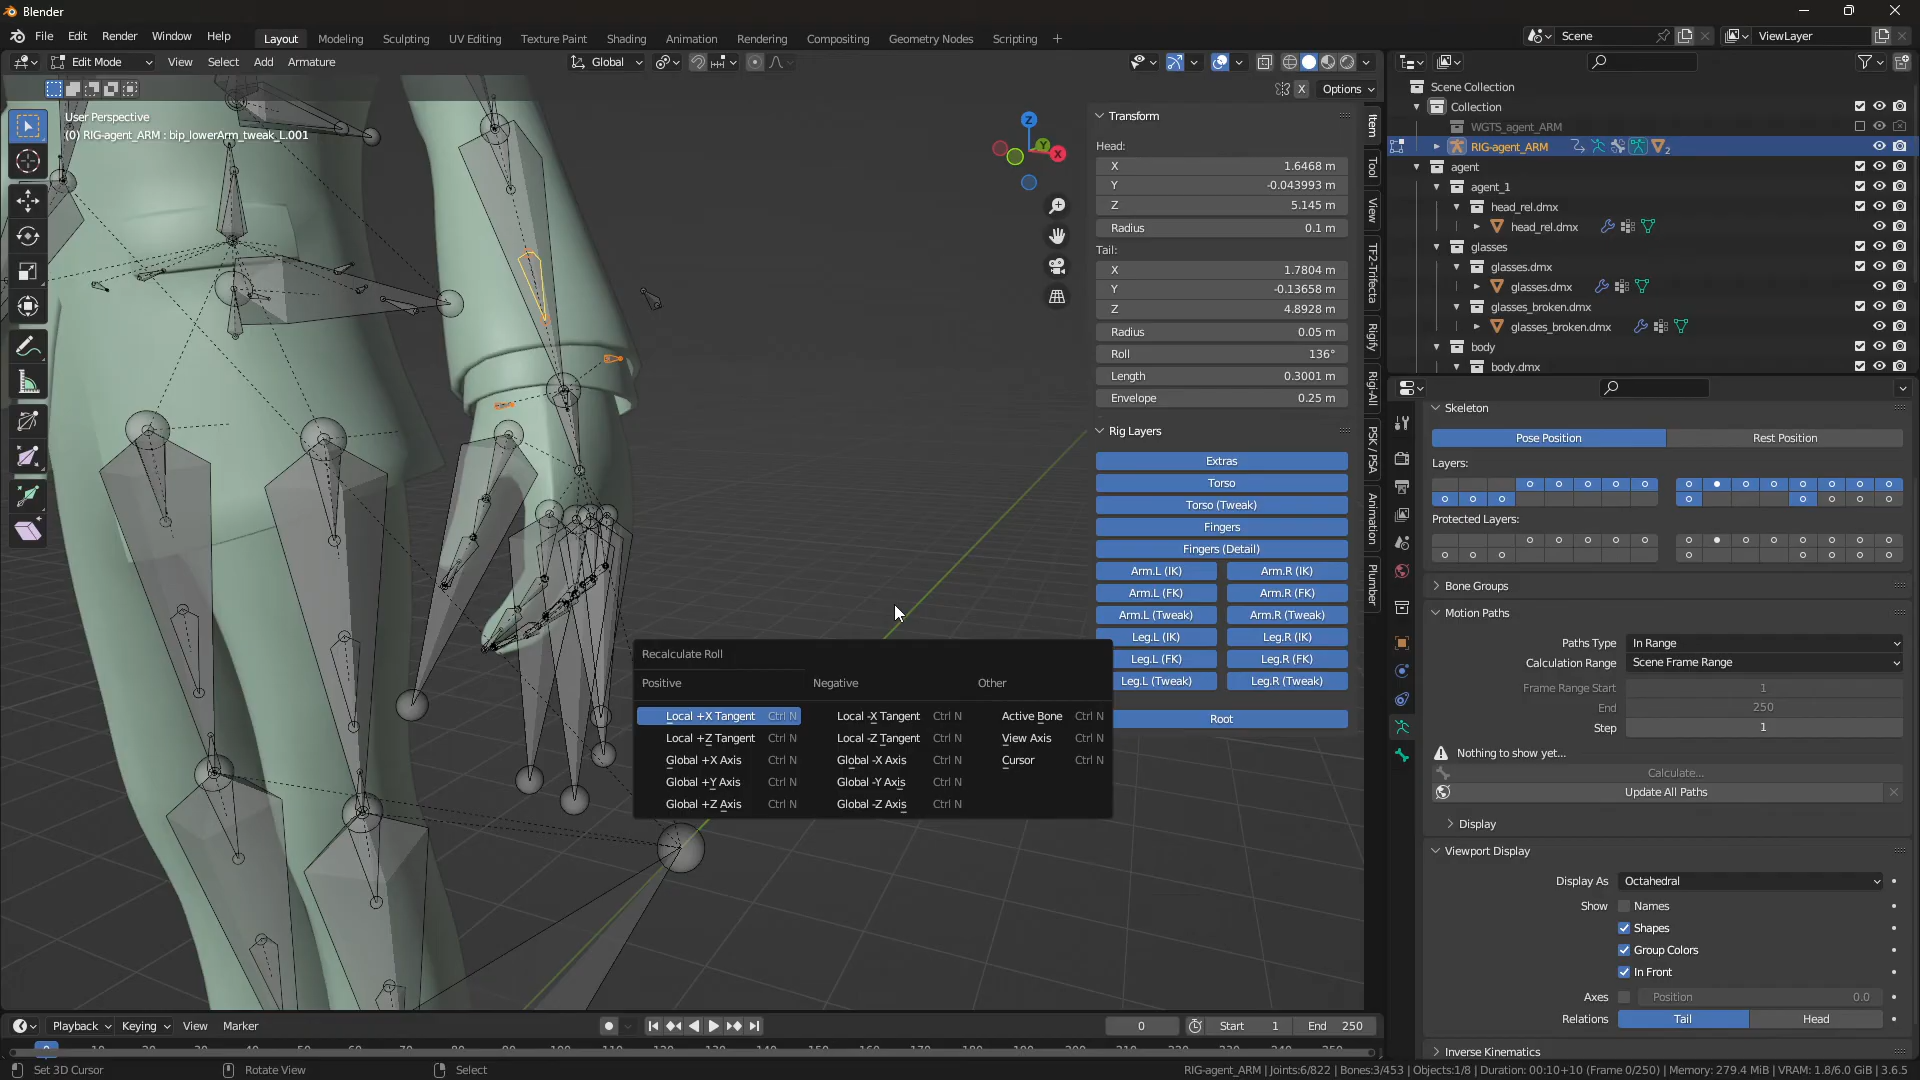 Blender
File Edit Render Window Help
Layout Modeling Sculpting UV Editing Texture Paint Shading Animation Rendering Compositing Geometry Nodes Scripting +
Scene
ViewLayer
Edit Mode View Select Add Armature
Global
X Options
User Perspective
(0) RIG-agent_ARM : bip_lowerArm_tweak_L.001
Z
Y
X
Transform
Head:
X 1.6468 m
Y -0.043993 m
Z 5.145 m
Radius 0.1 m
Tail:
X 1.7804 m
Y -0.13658 m
Z 4.8928 m
Radius 0.05 m
Roll 136°
Length 0.3001 m
Envelope 0.25 m
Rig Layers
Extras
Torso
Torso (Tweak)
Fingers
Fingers (Detail)
Arm.L (IK) Arm.R (IK)
Arm.L (FK) Arm.R (FK)
Arm.L (Tweak) Arm.R (Tweak)
Leg.L (IK) Leg.R (IK)
Leg.L (FK) Leg.R (FK)
Leg.L (Tweak) Leg.R (Tweak)
Root
Item
Tool
View
TF2-Trifecta
Rigify
Rigi-All
PSK / PSA
Animation
Plumber
Recalculate Roll
Positive Negative Other
Local +X Tangent Ctrl N Local -X Tangent Ctrl N Active Bone Ctrl N
Local +Z Tangent Ctrl N Local -Z Tangent Ctrl N View Axis Ctrl N
Global +X Axis Ctrl N Global -X Axis Ctrl N Cursor Ctrl N
Global +Y Axis Ctrl N Global -Y Axis Ctrl N
Global +Z Axis Ctrl N Global -Z Axis Ctrl N
Scene Collection
Collection
WGTS_agent_ARM
RIG-agent_ARM 2
agent
agent_1
head_rel.dmx
head_rel.dmx
glasses
glasses.dmx
glasses.dmx
glasses_broken.dmx
glasses_broken.dmx
body
body.dmx
Skeleton
Pose Position Rest Position
Layers:
Protected Layers:
Bone Groups
Motion Paths
Paths Type In Range
Calculation Range Scene Frame Range
Frame Range Start 1
End 250
Step 1
Nothing to show yet...
Calculate...
Update All Paths
Display
Viewport Display
Display As Octahedral
Show Names
Shapes
Group Colors
In Front
Axes Position 0.0
Relations Tail Head
Inverse Kinematics
Playback Keying View Marker
0 Start 1 End 250
Set 3D Cursor Rotate View Select
RIG-agent_ARM | Joints:6/822 | Bones:3/453 | Objects:1/8 | Duration: 00:10+10 (Frame 0/250) | Memory: 279.4 MiB | VRAM: 1.8/6.0 GiB | 3.6.5